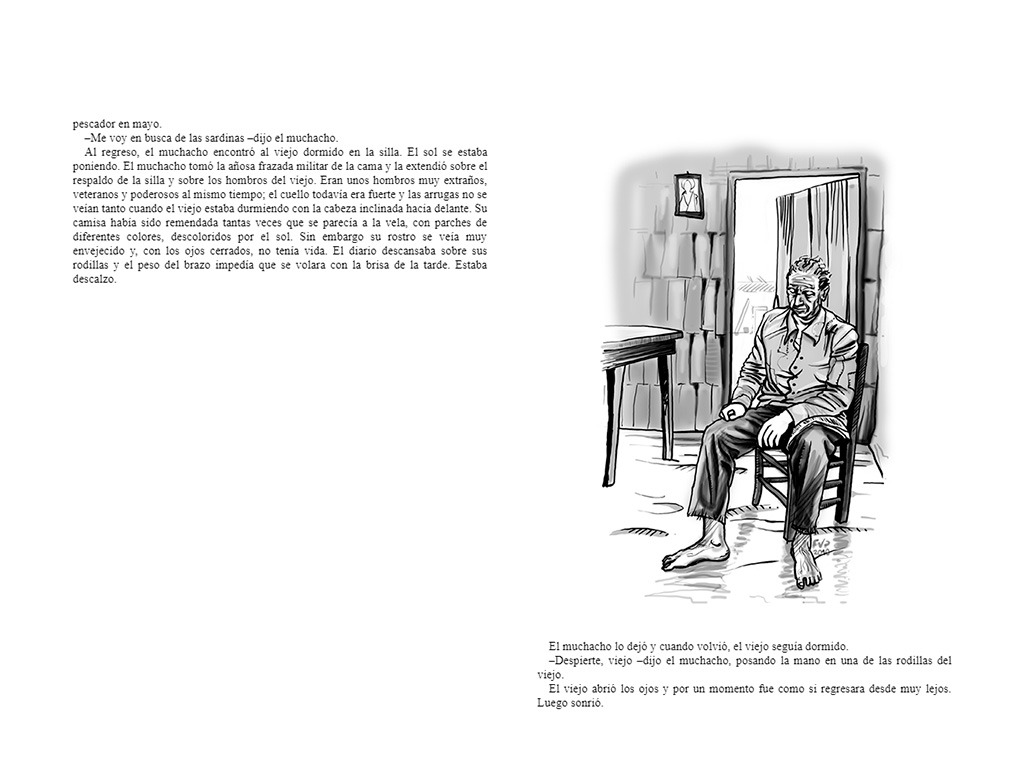 pescador en mayo.
–Me voy en busca de las sardinas –dijo el muchacho.
Al regreso, el muchacho encontró al viejo dormido en la silla. El sol se estaba
poniendo. El muchacho tomó la añosa frazada militar de la cama y la extendió sobre el
respaldo de la silla y sobre los hombros del viejo. Eran unos hombros muy extraños,
veteranos y poderosos al mismo tiempo; el cuello todavía era fuerte y las arrugas no se
veían tanto cuando el viejo estaba durmiendo con la cabeza inclinada hacia delante. Su
camisa había sido remendada tantas veces que se parecía a la vela, con parches de
diferentes colores, descoloridos por el sol. Sin embargo su rostro se veía muy
envejecido y, con los ojos cerrados, no tenía vida. El diario descansaba sobre sus
rodillas y el peso del brazo impedía que se volara con la brisa de la tarde. Estaba
descalzo.
2010
El muchacho lo dejó y cuando volvió, el viejo seguía dormido.
–Despierte, viejo –dijo el muchacho, posando la mano en una de las rodillas del
viejo.
El viejo abrió los ojos y por un momento fue como si regresara desde muy lejos.
Luego sonrió.